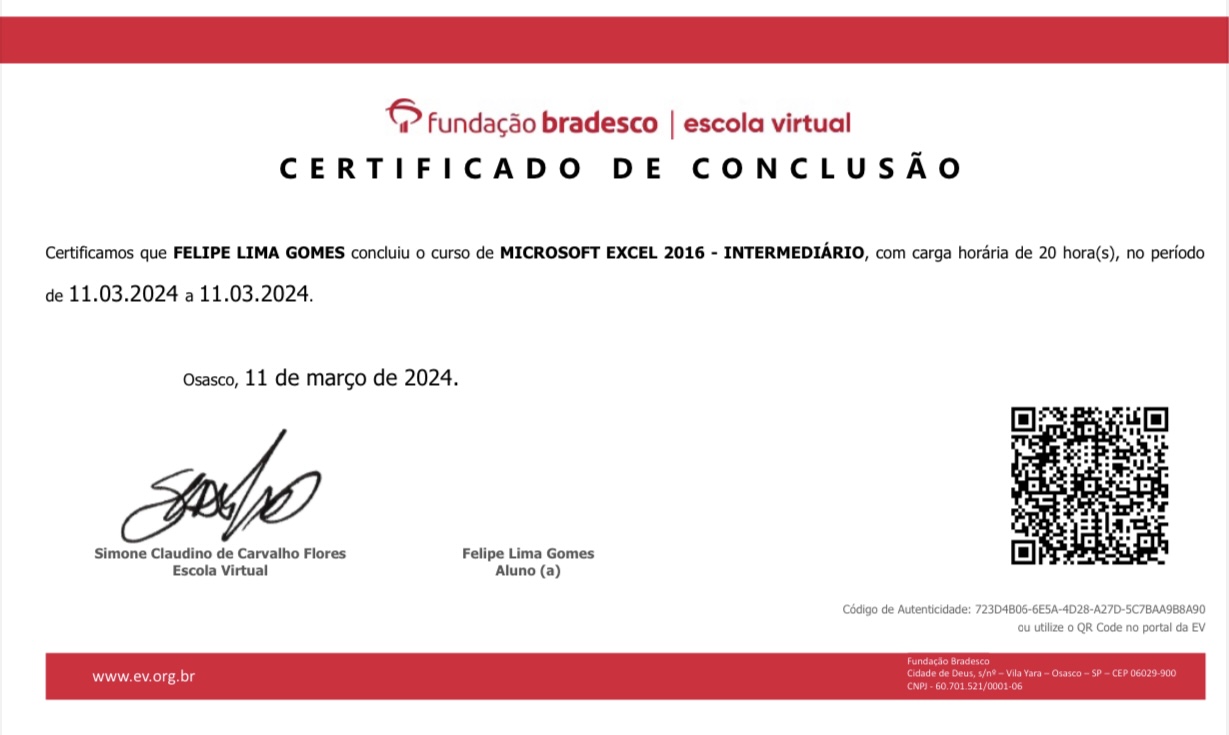 fundação bradesco | escola virtual
CERTIFICADO DE CONCLUSÃO
Certificamos que FELIPE LIMA GOMES concluiu o curso de MICROSOFT EXCEL 2016 - INTERMEDIÁRIO, com carga horária de 20 hora(s), no período
de 11.03.2024 a 11.03.2024.
Osasco, 11 de março de 2024.
Simone Claudino de Carvalho Flores
Escola Virtual
Felipe Lima Gomes
Aluno (a)
Código de Autenticidade: 723D4B06-6E5A-4D28-A27D-5C7BAA9B8A90
ou utilize o QR Code no portal da EV
www.ev.org.br
Fundação Bradesco
Cidade de Deus, s/nº – Vila Yara – Osasco – SP – CEP 06029-900
CNPJ - 60.701.521/0001-06